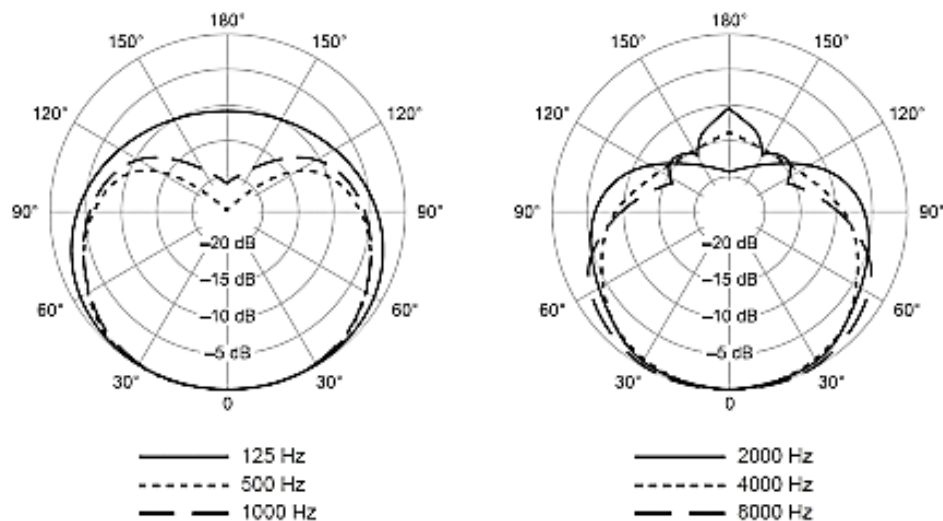 180° 180°
150° 150° 150° 150°
120° 120° 120° 120°
90° 90° 90° 90°
–20 dB –20 dB
–15 dB –15 dB
60° 60° 60° 60°
–10 dB –10 dB
–5 dB –5 dB
30° 30° 30° 30°
0 0
125 Hz 2000 Hz
500 Hz 4000 Hz
1000 Hz 8000 Hz